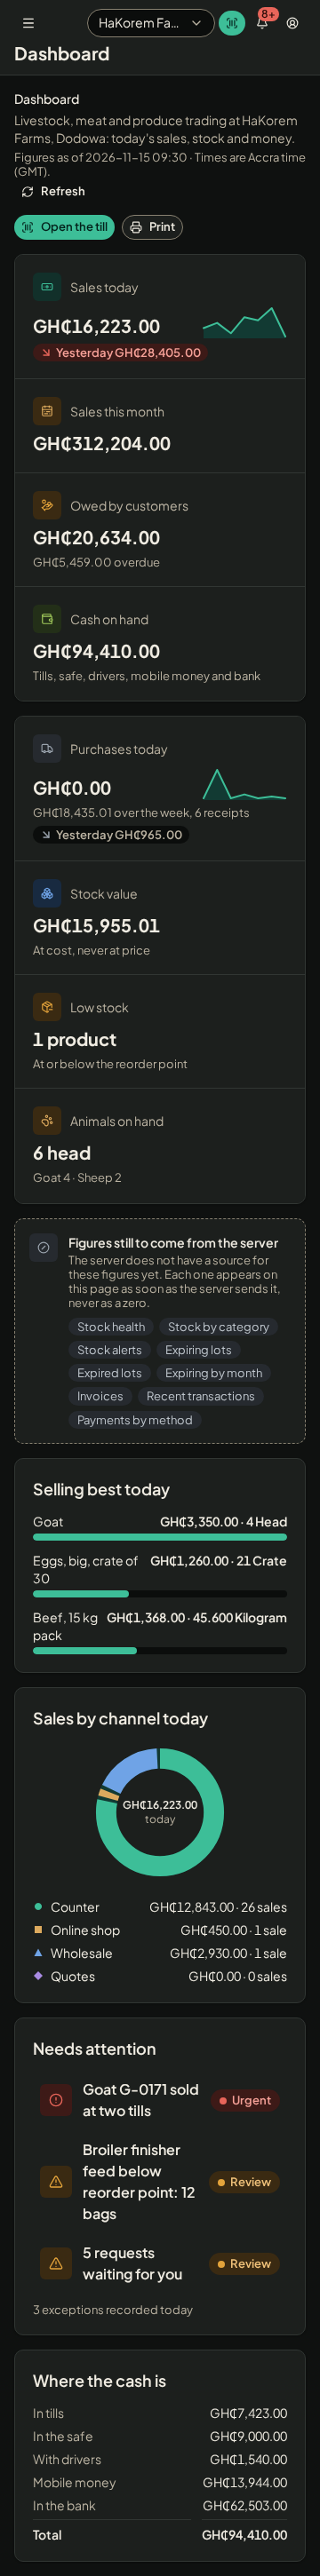 HaKorem Fa...
8+
Dashboard
Dashboard
Livestock, meat and produce trading at HaKorem
Farms, Dodowa: today's sales, stock and money.
Figures as of 2026-11-15 09:30 · Times are Accra time
(GMT).
Refresh
Open the till
Print
Sales today
GH₵16,223.00
Yesterday GH₵28,405.00
Sales this month
GH₵312,204.00
Owed by customers
GH₵20,634.00
GH₵5,459.00 overdue
Cash on hand
GH₵94,410.00
Tills, safe, drivers, mobile money and bank
Purchases today
GH₵0.00
GH₵18,435.01 over the week, 6 receipts
Yesterday GH₵965.00
Stock value
GH₵15,955.01
At cost, never at price
Low stock
1 product
At or below the reorder point
Animals on hand
6 head
Goat 4 · Sheep 2
Figures still to come from the server
The server does not have a source for
these figures yet. Each one appears on
this page as soon as the server sends it,
never as a zero.
Stock health
Stock by category
Stock alerts
Expiring lots
Expired lots
Expiring by month
Invoices
Recent transactions
Payments by method
Selling best today
Goat GH₵3,350.00 · 4 Head
Eggs, big, crate of GH₵1,260.00 · 21 Crate
30
Beef, 15 kg GH₵1,368.00 · 45.600 Kilogram
pack
Sales by channel today
GH₵16,223.00
today
Counter GH₵12,843.00 · 26 sales
Online shop GH₵450.00 · 1 sale
Wholesale GH₵2,930.00 · 1 sale
Quotes GH₵0.00 · 0 sales
Needs attention
Goat G-0171 sold
at two tills
Urgent
Broiler finisher
feed below
reorder point: 12
bags
Review
5 requests
waiting for you
Review
3 exceptions recorded today
Where the cash is
In tills GH₵7,423.00
In the safe GH₵9,000.00
With drivers GH₵1,540.00
Mobile money GH₵13,944.00
In the bank GH₵62,503.00
Total GH₵94,410.00